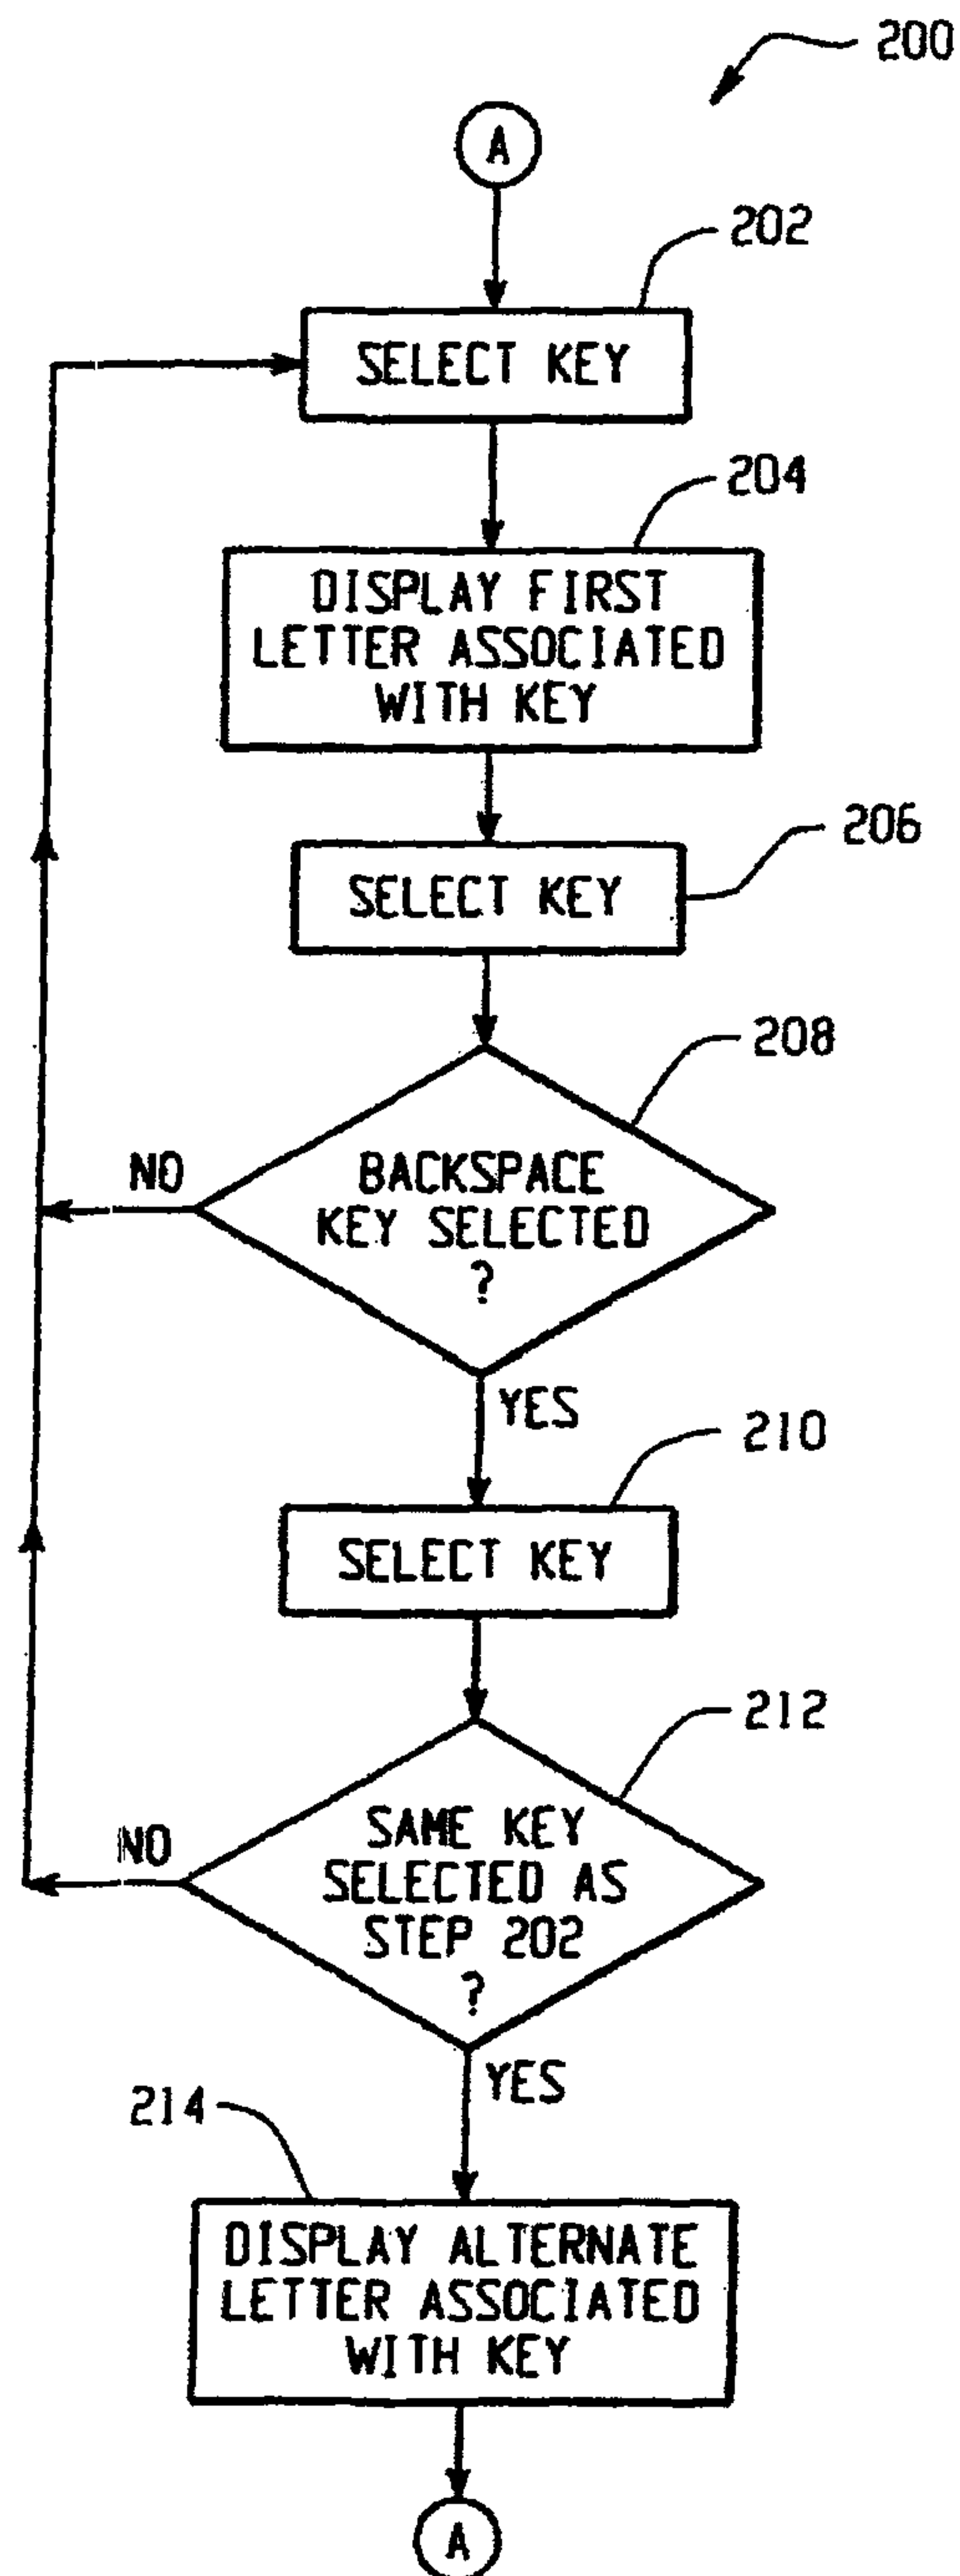 200
A
202
SELECT KEY
204
DISPLAY FIRST
LETTER ASSOCIATED
WITH KEY
206
SELECT KEY
208
BACKSPACE
KEY SELECTED
?
NO
YES
210
SELECT KEY
212
SAME KEY
SELECTED AS
STEP 202
?
NO
YES
214
DISPLAY ALTERNATE
LETTER ASSOCIATED
WITH KEY
A